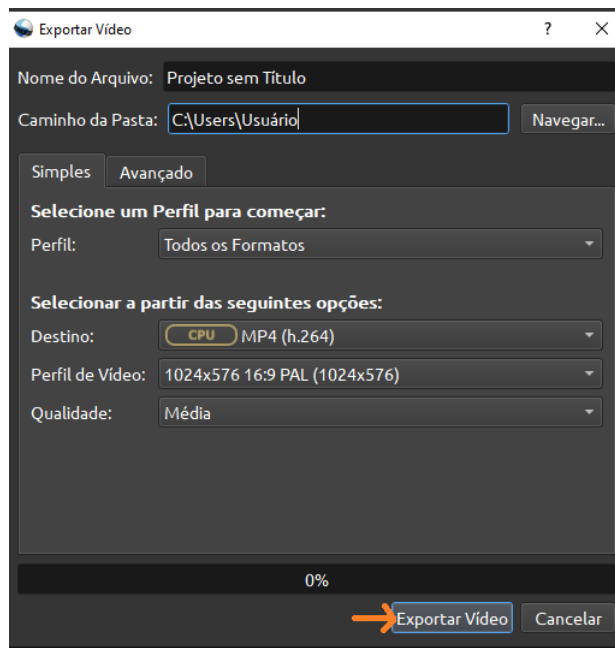 Exportar Vídeo ?
Nome do Arquivo: Projeto sem Título
Caminho da Pasta: C:\Users\Usuário Navegar...
Simples Avançado
Selecione um Perfil para começar:
Perfil: Todos os Formatos
Selecionar a partir das seguintes opções:
Destino: CPU MP4 (h.264)
Perfil de Vídeo: 1024x576 16:9 PAL (1024x576)
Qualidade: Média
0%
Exportar Vídeo Cancelar